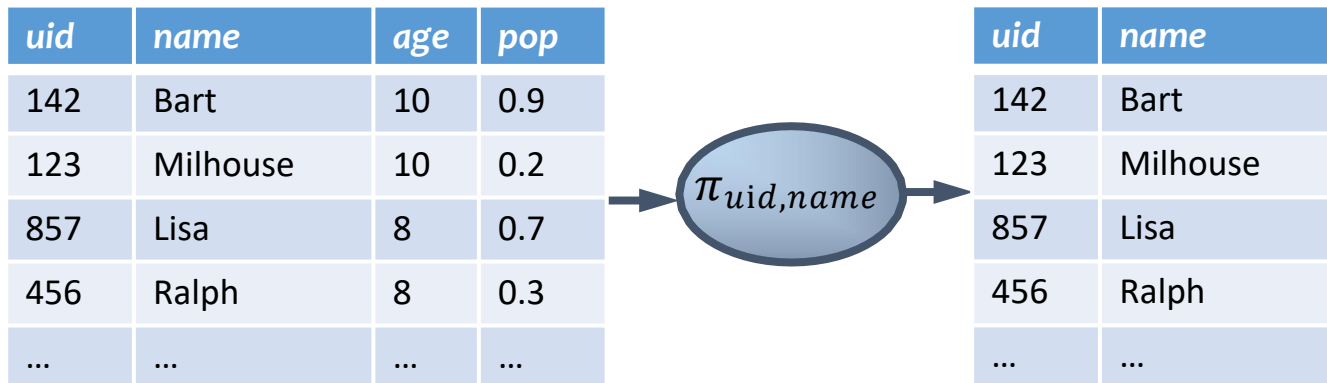 uid name age pop
142 Bart 10 0.9
123 Milhouse 10 0.2
857 Lisa 8 0.7
456 Ralph 8 0.3
... ... ... ...
π uid,name
uid name
142 Bart
123 Milhouse
857 Lisa
456 Ralph
... ...